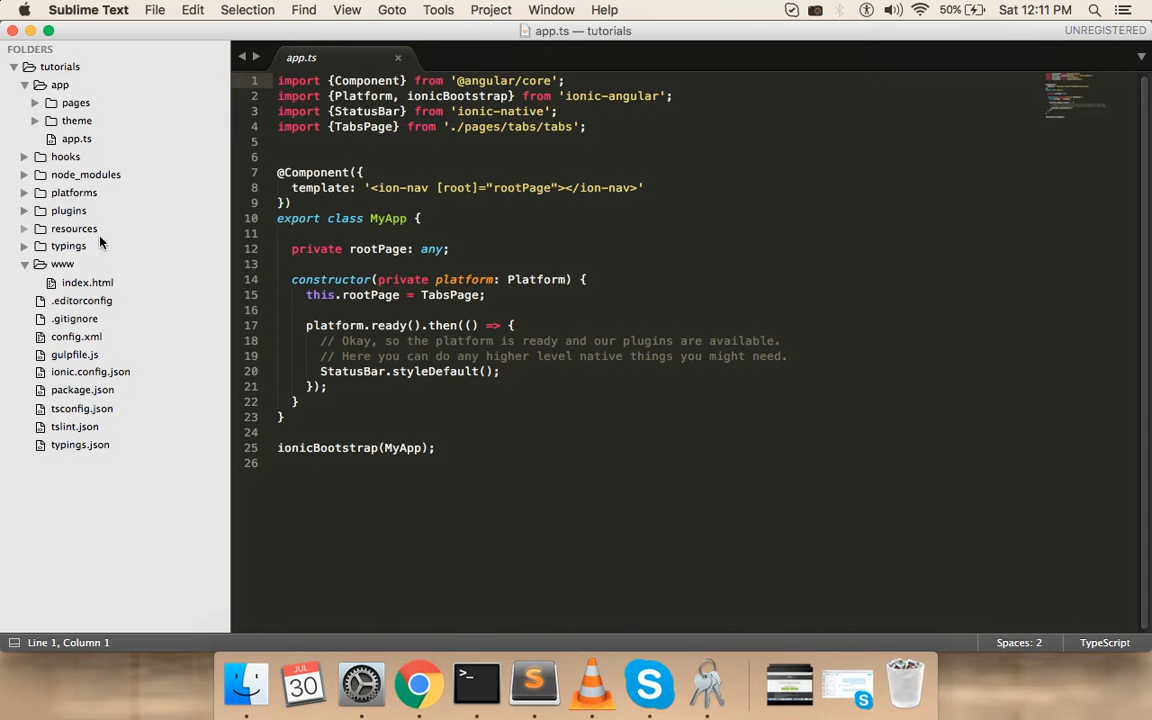 Sublime Text File Edit Selection Find View Goto Tools Project Window Help 50% Sat 12:11 PM
app.ts — tutorials UNREGISTERED
FOLDERS
tutorials
app
pages
theme
app.ts
hooks
node_modules
platforms
plugins
resources
typings
www
index.html
.editorconfig
.gitignore
config.xml
gulpfile.js
ionic.config.json
package.json
tsconfig.json
tslint.json
typings.json
app.ts ×
1 import {Component} from '@angular/core';
2 import {Platform, ionicBootstrap} from 'ionic-angular';
3 import {StatusBar} from 'ionic-native';
4 import {TabsPage} from './pages/tabs/tabs';
5
6
7 @Component({
8 template: '<ion-nav [root]="rootPage"></ion-nav>'
9 })
10 export class MyApp {
11
12 private rootPage: any;
13
14 constructor(private platform: Platform) {
15 this.rootPage = TabsPage;
16
17 platform.ready().then(() => {
18 // Okay, so the platform is ready and our plugins are available.
19 // Here you can do any higher level native things you might need.
20 StatusBar.styleDefault();
21 });
22 }
23 }
24
25 ionicBootstrap(MyApp);
26
Line 1, Column 1 Spaces: 2 TypeScript
JUL
30
>_
S
S
S